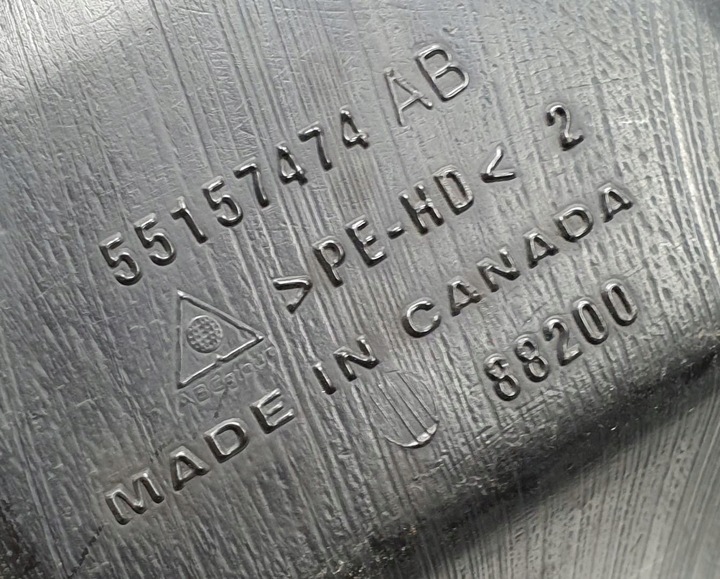 55157474 AB
>PE-HD< 2
MADE IN CANADA
88200